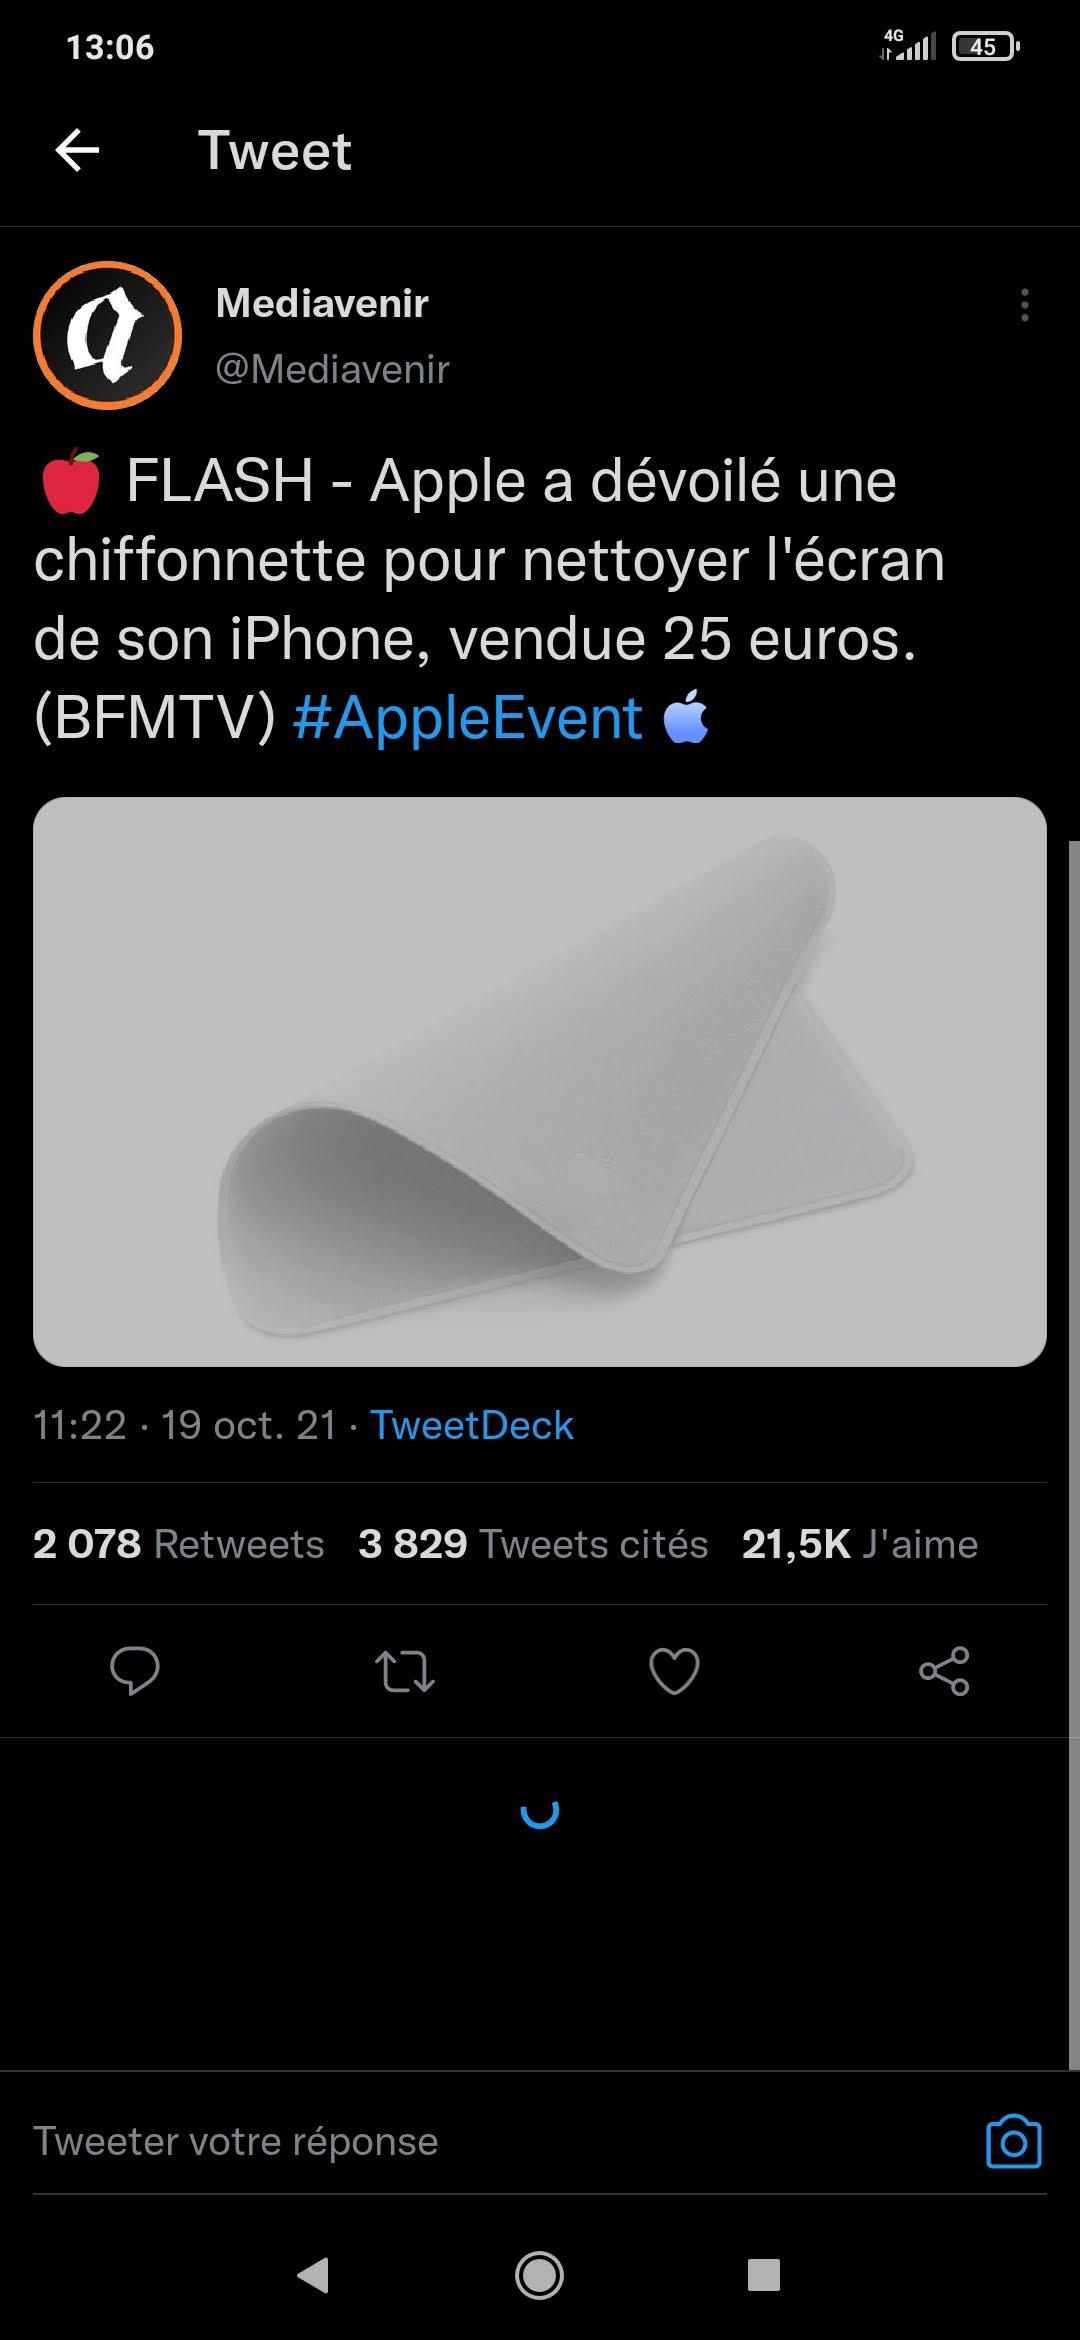 13:06
4G
45
Tweet
a
Mediavenir
@Mediavenir
🍎 FLASH - Apple a dévoilé une
chiffonnette pour nettoyer l'écran
de son iPhone, vendue 25 euros.
(BFMTV) #AppleEvent
11:22 · 19 oct. 21 · TweetDeck
2 078 Retweets 3 829 Tweets cités 21,5K J'aime
Tweeter votre réponse